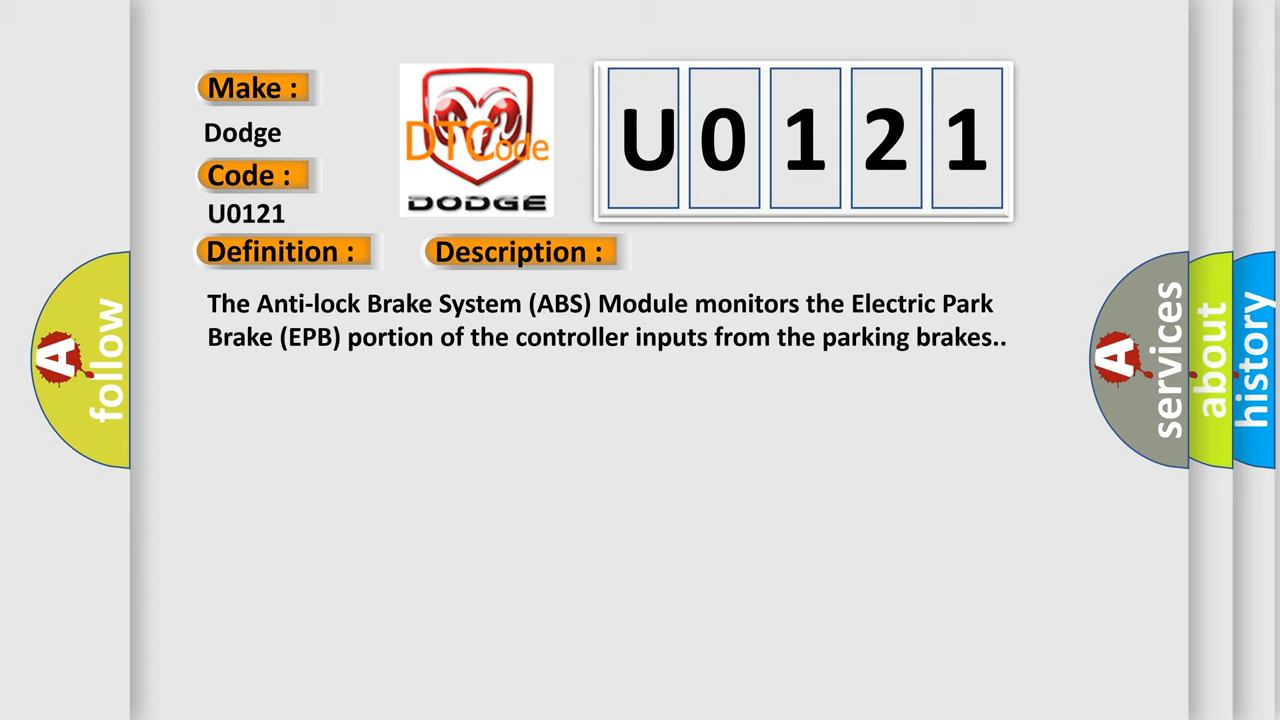 Make :
Dodge
Code :
U0121
Definition :
Description :
The Anti-lock Brake System (ABS) Module monitors the Electric Park
Brake (EPB) portion of the controller inputs from the parking brakes..
DTCode
DODGE
U0121
A follow
A services
about
history